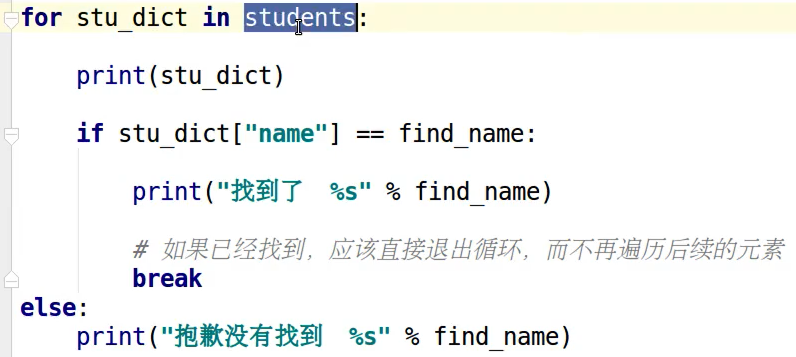 for stu_dict in students:
print(stu_dict)
if stu_dict["name"] == find_name:
print("找到了 %s" % find_name)
# 如果已经找到，应该直接退出循环，而不再遍历后续的元素
break
else:
print("抱歉没有找到 %s" % find_name)